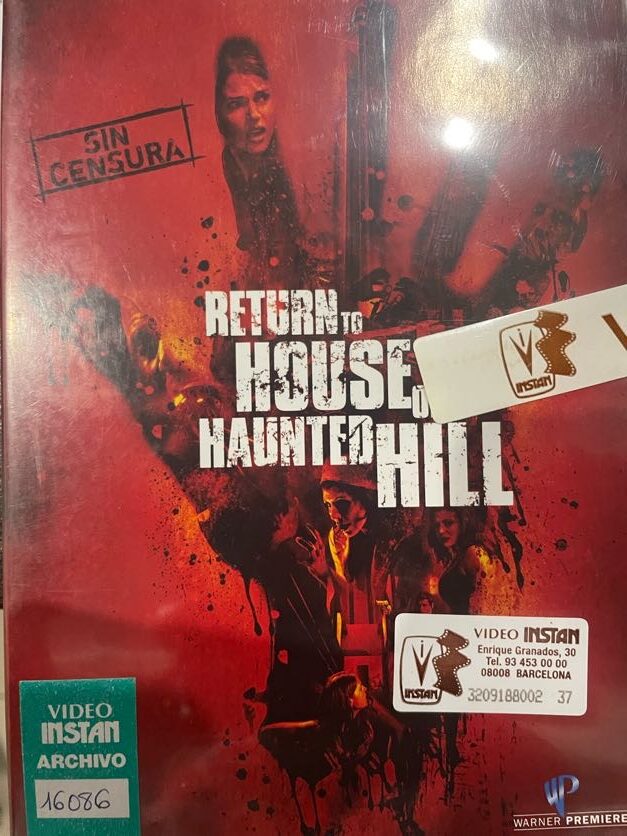 SIN
CENSURA
RETURN TO
HOUSE
HAUNTED HILL
INSTAN
V
VIDEO INSTAN
Enrique Granados, 30
Tel. 93 453 00 00
08008 BARCELONA
INSTAN
3209188002 37
VIDEO
INSTAN
ARCHIVO
16086
WARNER PREMIERE